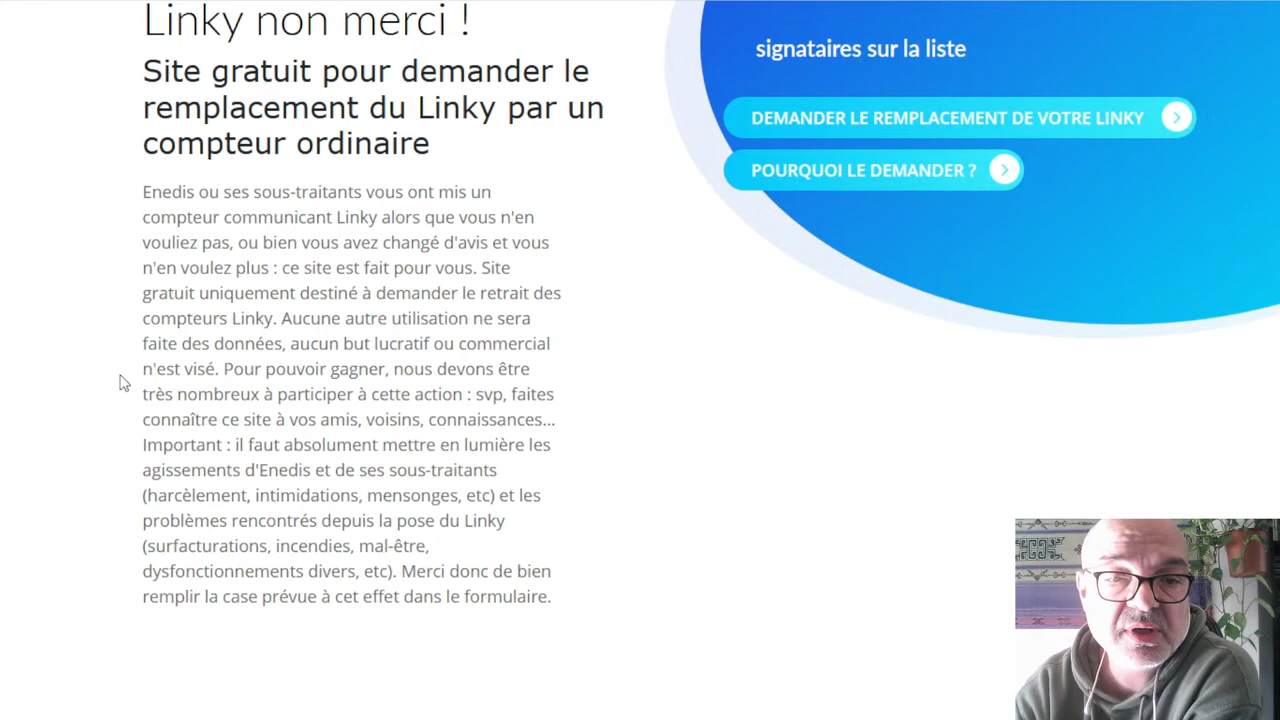 Linky non merci !
Site gratuit pour demander le
remplacement du Linky par un
compteur ordinaire
Enedis ou ses sous-traitants vous ont mis un
compteur communicant Linky alors que vous n'en
vouliez pas, ou bien vous avez changé d'avis et vous
n'en voulez plus : ce site est fait pour vous. Site
gratuit uniquement destiné à demander le retrait des
compteurs Linky. Aucune autre utilisation ne sera
faite des données, aucun but lucratif ou commercial
n'est visé. Pour pouvoir gagner, nous devons être
très nombreux à participer à cette action : svp, faites
connaître ce site à vos amis, voisins, connaissances...
Important : il faut absolument mettre en lumière les
agissements d'Enedis et de ses sous-traitants
(harcèlement, intimidations, mensonges, etc) et les
problèmes rencontrés depuis la pose du Linky
(surfacturations, incendies, mal-être,
dysfonctionnements divers, etc). Merci donc de bien
remplir la case prévue à cet effet dans le formulaire.
signataires sur la liste
DEMANDER LE REMPLACEMENT DE VOTRE LINKY
POURQUOI LE DEMANDER ?